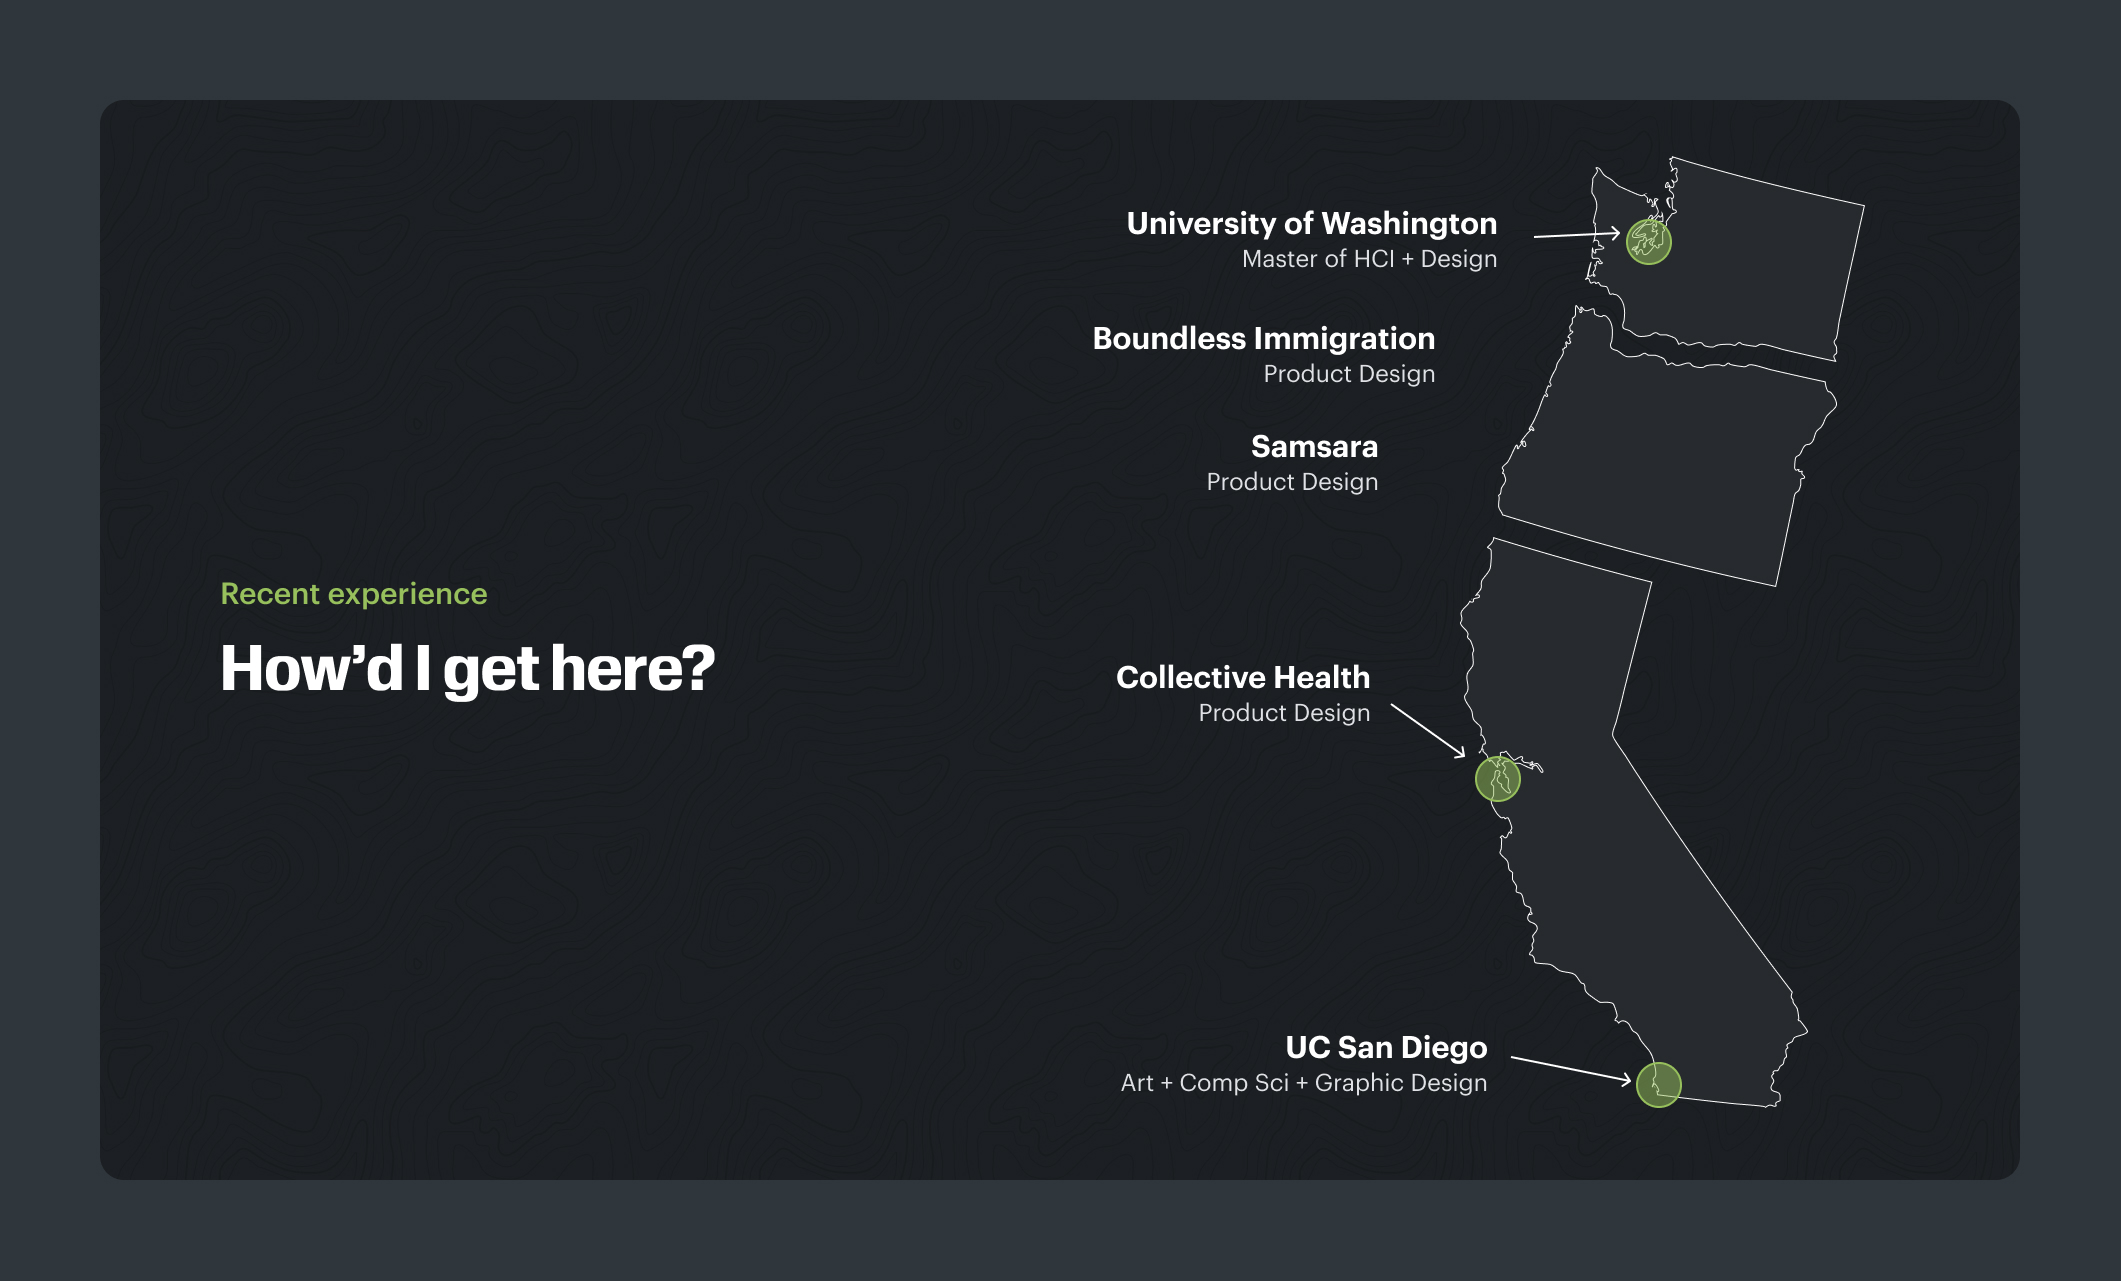 Recent experience
How’d I get here?
University of Washington
Master of HCI + Design
Boundless Immigration
Product Design
Samsara
Product Design
Collective Health
Product Design
UC San Diego
Art + Comp Sci + Graphic Design